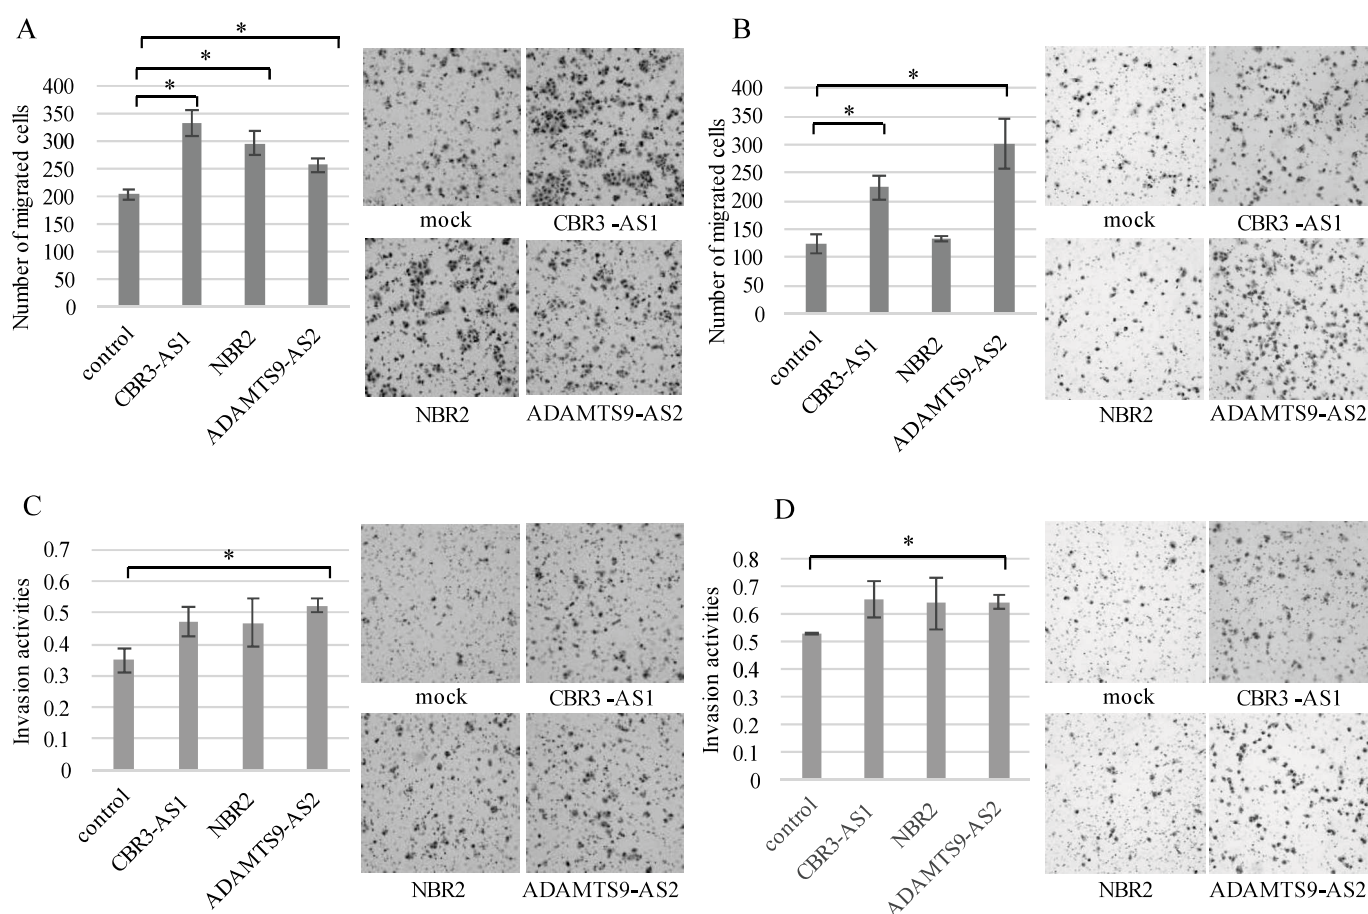 A
*
*
*
Number of migrated cells
400
350
300
250
200
150
100
50
0
control
CBR3-AS1
NBR2
ADAMTS9-AS2
mock
CBR3 -AS1
NBR2
ADAMTS9-AS2
B
*
*
Number of migrated cells
400
350
300
250
200
150
100
50
0
control
CBR3-AS1
NBR2
ADAMTS9-AS2
mock
CBR3 -AS1
NBR2
ADAMTS9-AS2
C
*
Invasion activities
0.7
0.6
0.5
0.4
0.3
0.2
0.1
0
control
CBR3-AS1
NBR2
ADAMTS9-AS2
mock
CBR3 -AS1
NBR2
ADAMTS9-AS2
D
*
Invasion activities
0.8
0.7
0.6
0.5
0.4
0.3
0.2
0.1
0
control
CBR3-AS1
NBR2
ADAMTS9-AS2
mock
CBR3 -AS1
NBR2
ADAMTS9-AS2